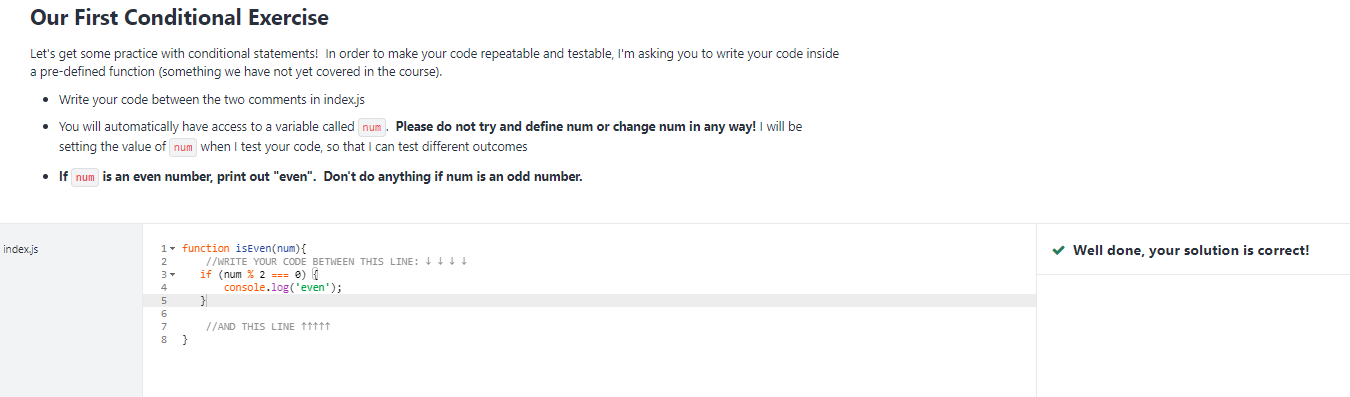 Our First Conditional Exercise
Let's get some practice with conditional statements!  In order to make your code repeatable and testable, I'm asking you to write your code inside
a pre-defined function (something we have not yet covered in the course).
• Write your code between the two comments in index.js
• You will automatically have access to a variable called num.  Please do not try and define num or change num in any way! I will be
setting the value of num when I test your code, so that I can test different outcomes
• If num is an even number, print out "even".  Don't do anything if num is an odd number.
index.js
1 function isEven(num){
2     //WRITE YOUR CODE BETWEEN THIS LINE: ↓ ↓ ↓ ↓
3    if (num % 2 === 0) {
4        console.log('even');
5    }
6
7     //AND THIS LINE ↑↑↑↑↑
8 }
✔ Well done, your solution is correct!